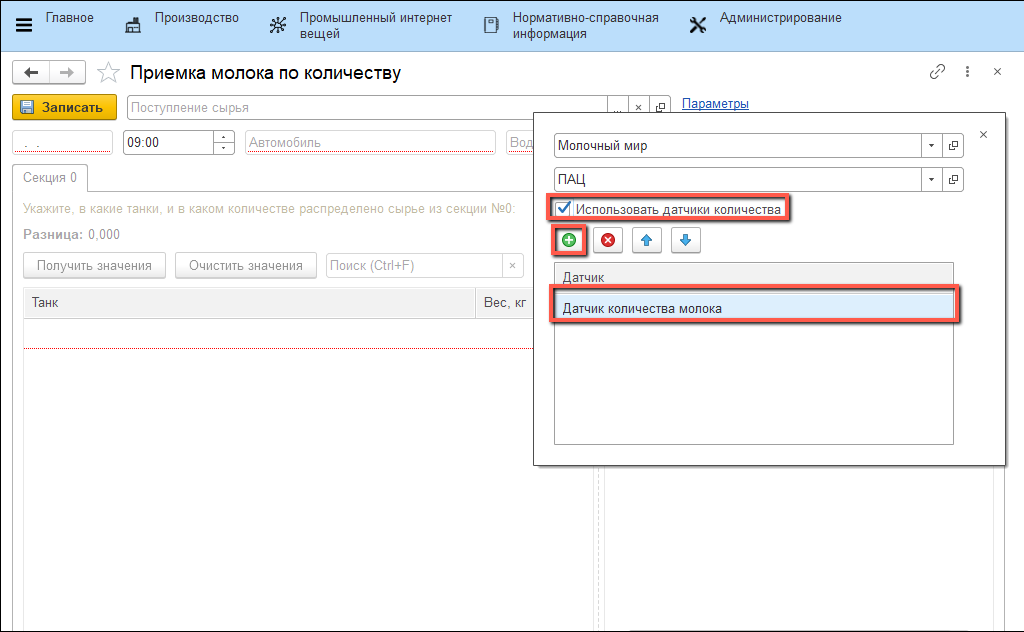 Главное
Производство
Промышленный интернет
вещей
Нормативно-справочная
информация
Администрирование
Приемка молока по количеству
Записать
Поступление сырья
...
Параметры
. .
09:00
Автомобиль
Вод
Секция 0
Укажите, в какие танки, и в каком количестве распределено сырье из секции №0:
Разница: 0,000
Получить значения
Очистить значения
Поиск (Ctrl+F)
×
Танк
Вес, кг
Молочный мир
ПАЦ
Использовать датчики количества
Датчик
Датчик количества молока